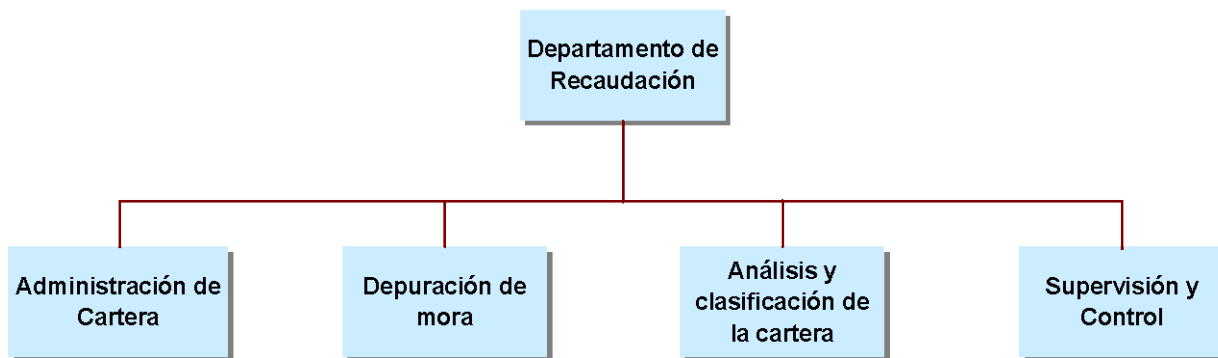 Departamento de
Recaudación
Administración de
Cartera
Depuración de
mora
Análisis y
clasificación de
la cartera
Supervisión y
Control